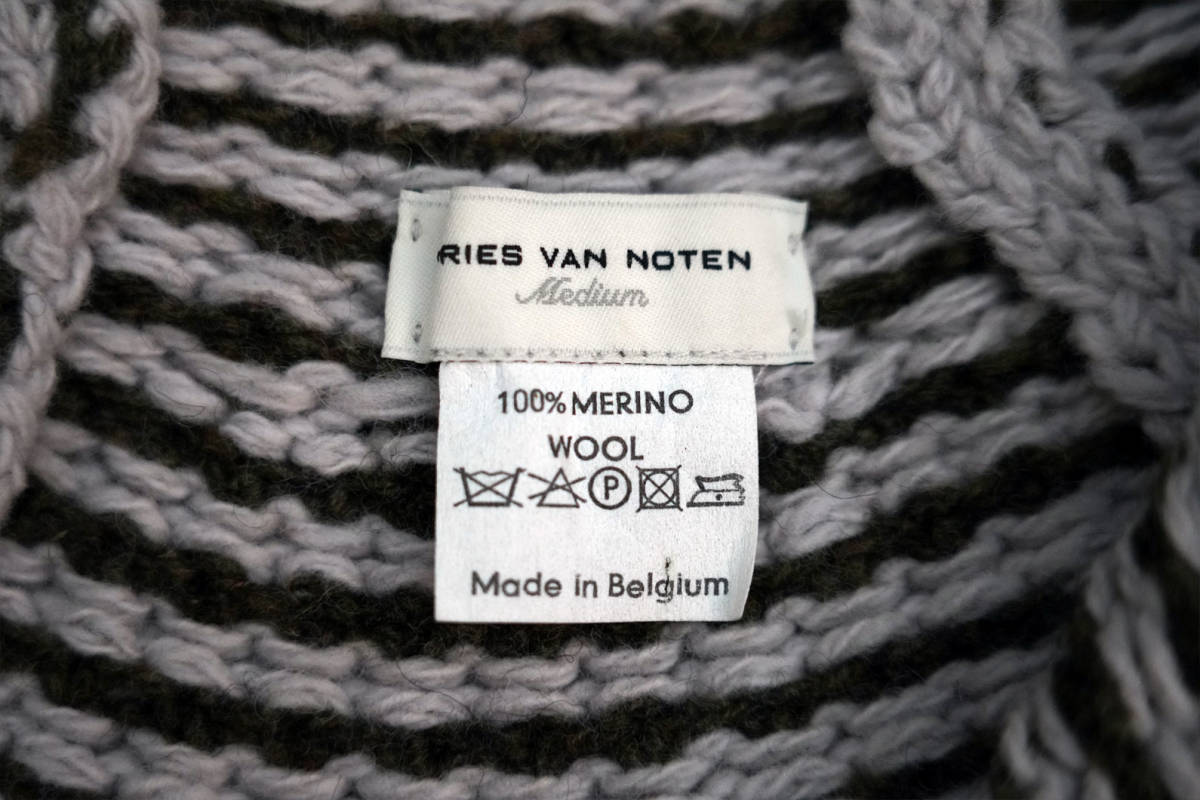 RIES VAN NOTEN
Medium
100% MERINO
WOOL
P
Made in Belgium